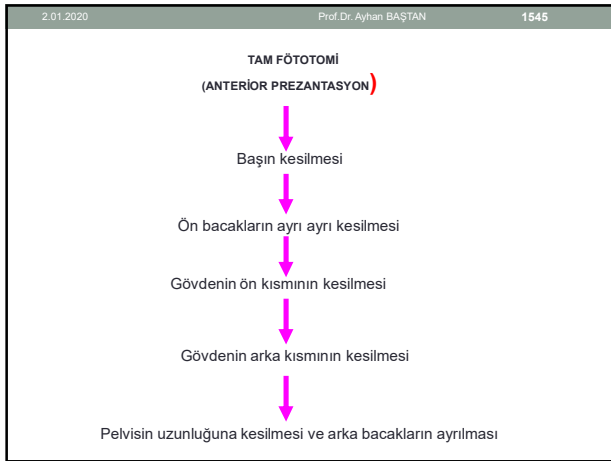 2.01.2020 Prof.Dr. Ayhan BAŞTAN 1545
TAM FÖTOTOMİ
(ANTERİOR PREZANTASYON)
Başın kesilmesi
Ön bacakların ayrı ayrı kesilmesi
Gövdenin ön kısmının kesilmesi
Gövdenin arka kısmının kesilmesi
Pelvisin uzunluğuna kesilmesi ve arka bacakların ayrılması